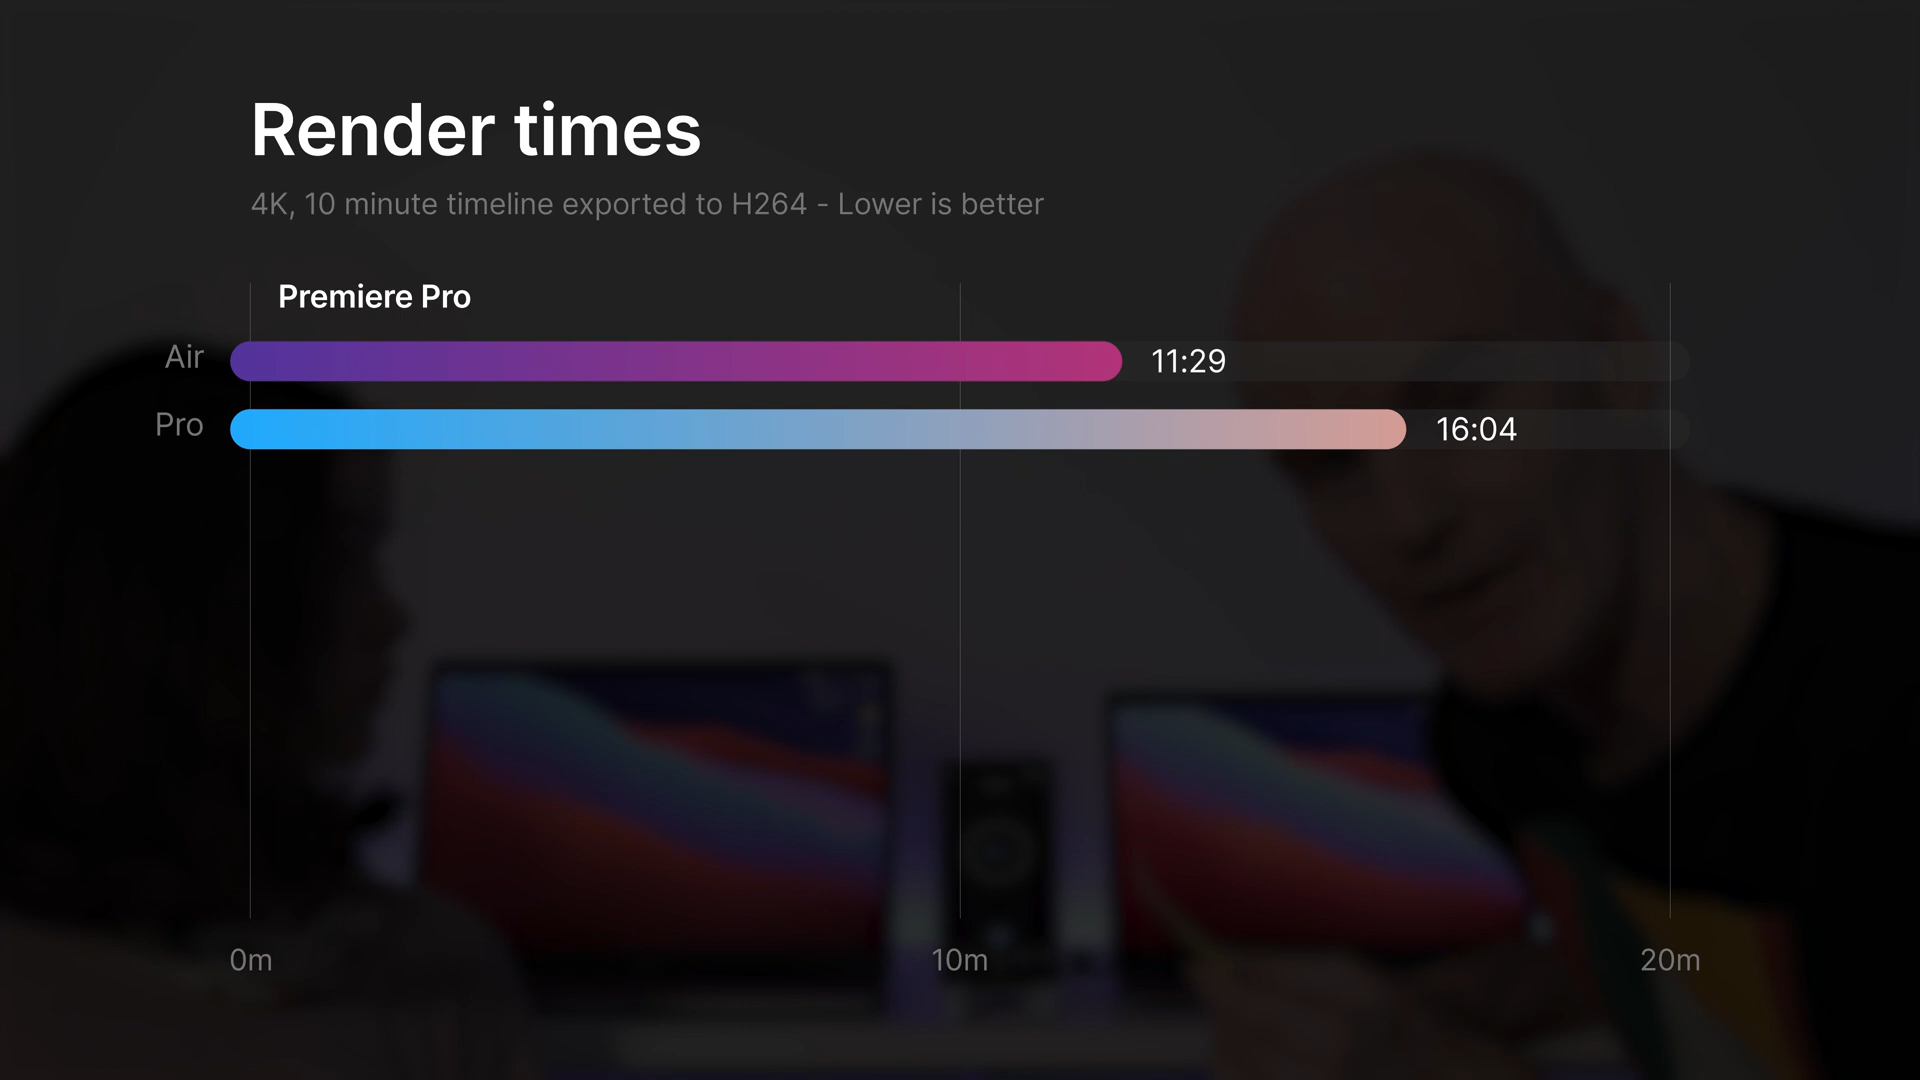 Render times
4K, 10 minute timeline exported to H264 - Lower is better
Premiere Pro
Air 11:29
Pro 16:04
0m 10m 20m